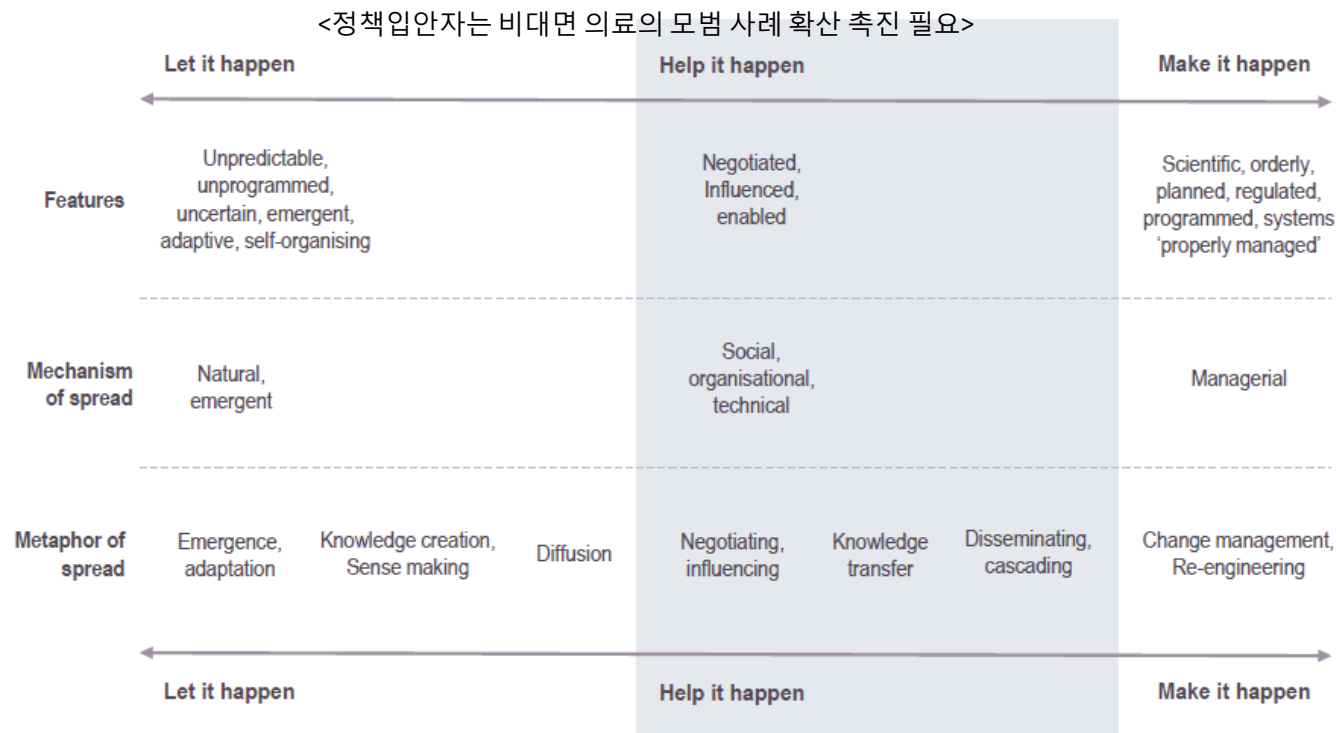 <정책입안자는 비대면 의료의 모범 사례 확산 촉진 필요>
Let it happen
Help it happen
Make it happen
Features
Unpredictable,
unprogrammed,
uncertain, emergent,
adaptive, self-organising
Negotiated,
Influenced,
enabled
Scientific, orderly,
planned, regulated,
programmed, systems
‘properly managed’
Mechanism
of spread
Natural,
emergent
Social,
organisational,
technical
Managerial
Metaphor of
spread
Emergence,
adaptation
Knowledge creation,
Sense making
Diffusion
Negotiating,
influencing
Knowledge
transfer
Disseminating,
cascading
Change management,
Re-engineering
Let it happen
Help it happen
Make it happen